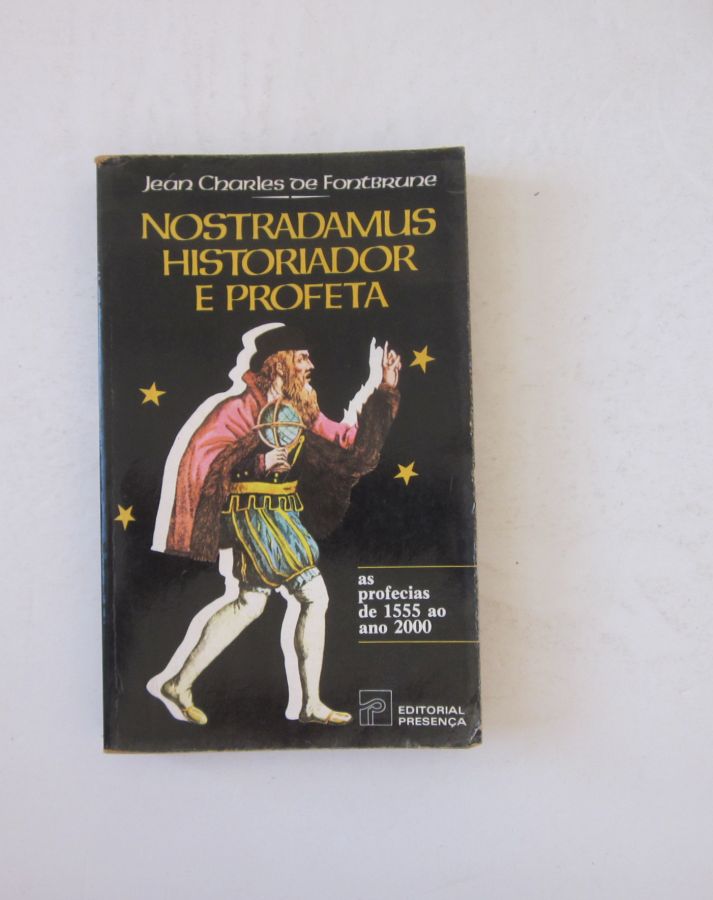 Jean Charles de Fontbrune
NOSTRADAMUS
HISTORIADOR
E PROFETA
as
profecias
de 1555 ao
ano 2000
EDITORIAL
PRESENÇA